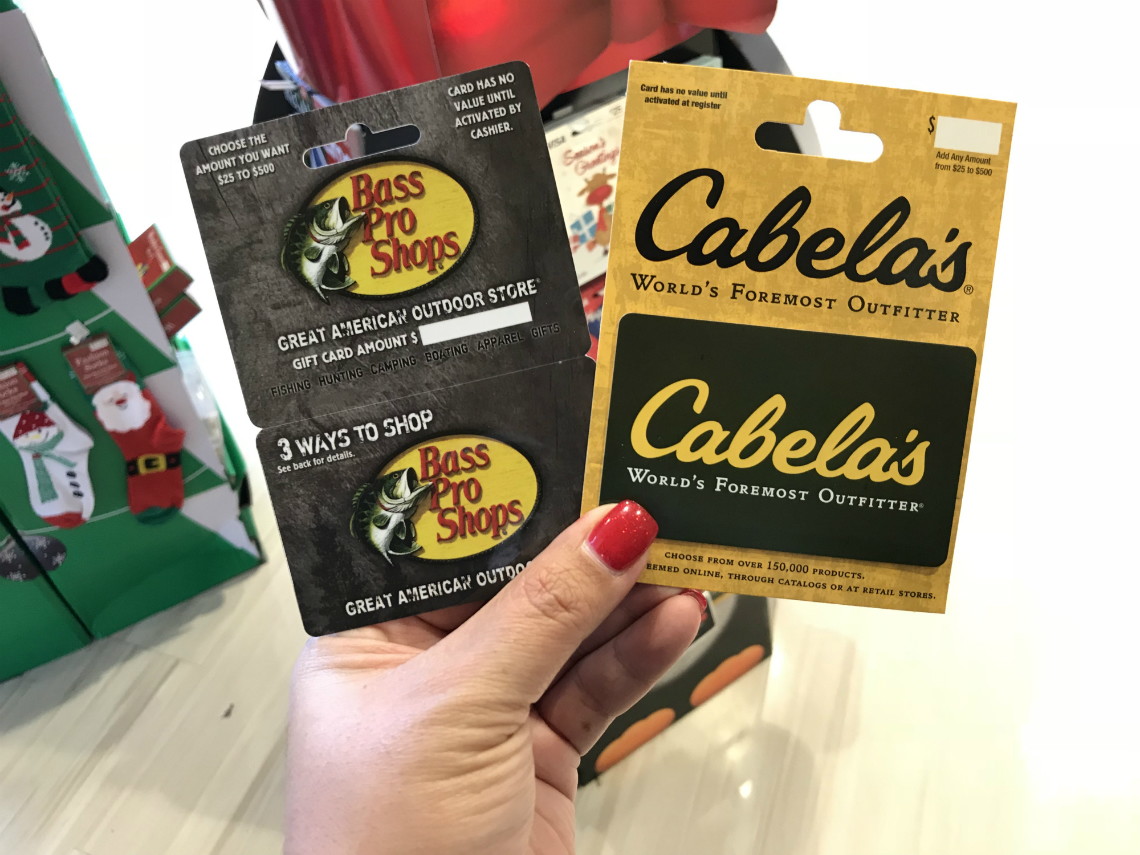 CHOOSE THE
AMOUNT YOU WANT
$25 TO $500
CARD HAS NO
VALUE UNTIL
ACTIVATED BY
CASHIER.
Bass
Pro
Shops®
GREAT AMERICAN OUTDOOR STORE®
GIFT CARD AMOUNT $
FISHING HUNTING CAMPING BOATING APPAREL GIFTS
3 WAYS TO SHOP
See back for details.
Bass
Pro
Shops®
GREAT AMERICAN OUTDO
Season's
Greetings
Card has no value until
activated at register
$
Add Any Amount
from $25 to $500
Cabela's®
WORLD'S FOREMOST OUTFITTER
Cabela's
WORLD'S FOREMOST OUTFITTER®
CHOOSE FROM OVER 150,000 PRODUCTS.
EEMED ONLINE, THROUGH CATALOGS OR AT RETAIL STORES.